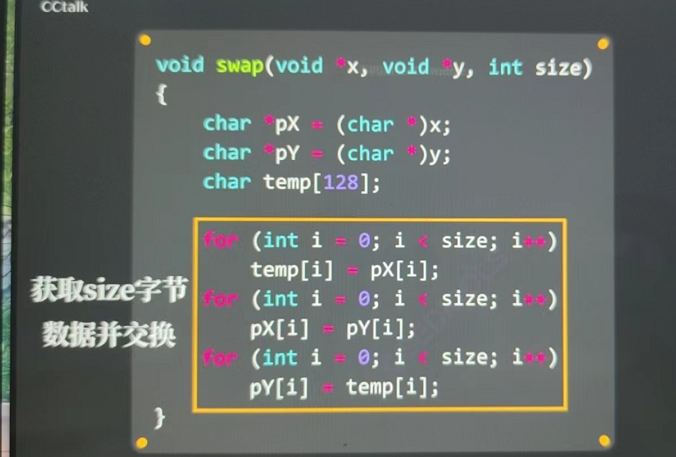 CCtalk
void swap(void *x, void *y, int size)
{
char *pX = (char *)x;
char *pY = (char *)y;
char temp[128];
for (int i = 0; i < size; i++)
temp[i] = pX[i];
获取size字节
for (int i = 0; i < size; i++)
数据并交换
pX[i] = pY[i];
for (int i = 0; i < size; i++)
pY[i] = temp[i];
}